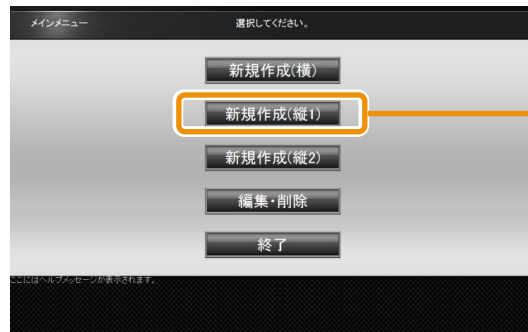 メインメニュー 選択してください。
新規作成(横)
新規作成(縦1)
新規作成(縦2)
編集・削除
終了
ここにはヘルプメッセージが表示されます。